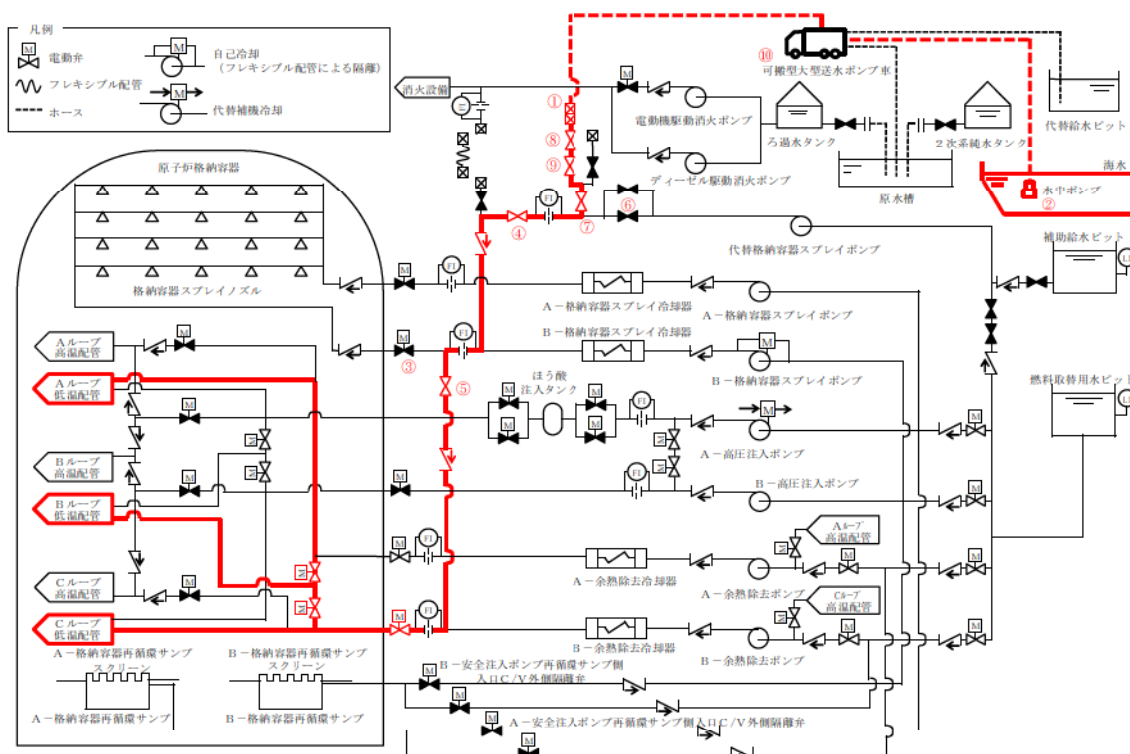 凡例
M
電動弁
フレキシブル配管
ホース
M
自己冷却
（フレキシブル配管による隔離）
M
代替補機冷却
消火設備
M
電動機駆動消火ポンプ
ディーゼル駆動消火ポンプ
ろ過水タンク
⑩
可搬型大型送水ポンプ車
２次系純水タンク
原水槽
代替給水ピット
海水
水中ポンプ
②
①
⑧
⑨
⑦
⑥
④
FI
代替格納容器スプレイポンプ
補助給水ピット
原子炉格納容器
格納容器スプレイノズル
M
FI
A－格納容器スプレイ冷却器
A－格納容器スプレイポンプ
B－格納容器スプレイ冷却器
M
③
FI
M
B－格納容器スプレイポンプ
⑤
Aループ
高温配管
M
Aループ
低温配管
ほう酸
注入タンク
M
M
M
M
M
FI
M
A－高圧注入ポンプ
燃料取替用水ピット
M
M
M
M
M
Bループ
高温配管
Bループ
低温配管
M
M
FI
B－高圧注入ポンプ
M
Aループ
高温配管
M
M
FI
A－余熱除去冷却器
A－余熱除去ポンプ
M
M
M
M
Cループ
高温配管
M
Cループ
高温配管
Cループ
低温配管
M
FI
B－余熱除去冷却器
B－余熱除去ポンプ
M
M
M
A－格納容器再循環サンプ
スクリーン
B－格納容器再循環サンプ
スクリーン
A－格納容器再循環サンプ
B－格納容器再循環サンプ
B－安全注入ポンプ再循環サンプ側
入口C/V外側隔離弁
M
M
A－安全注入ポンプ再循環サンプ側入口C/V外側隔離弁
M
M